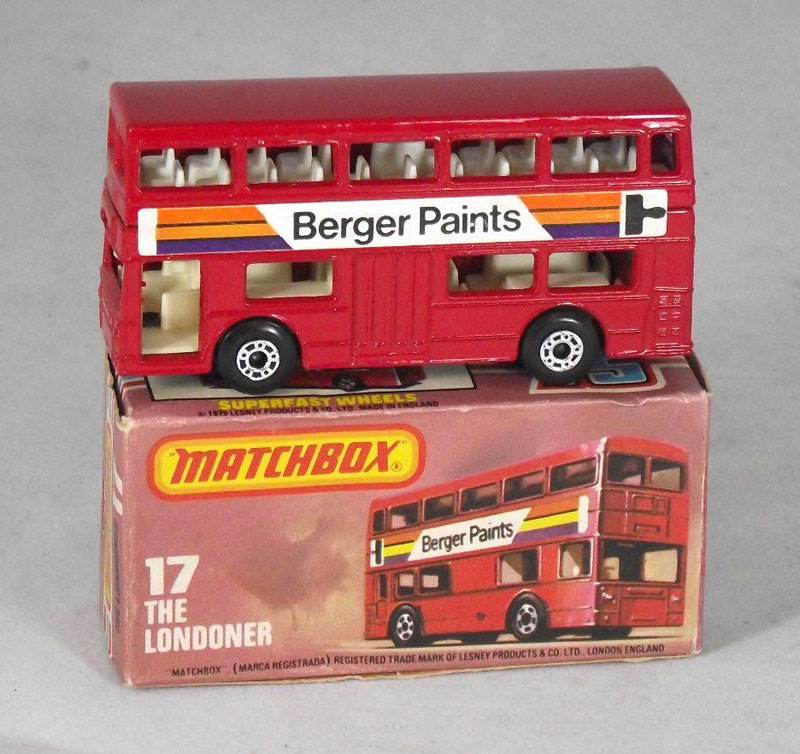 Berger Paints
SUPERFAST WHEELS
© 1979 LESNEY PRODUCTS & CO. LTD. MADE IN ENGLAND
"MATCHBOX"®
Berger Paints
17
THE
LONDONER
"MATCHBOX". (MARCA REGISTRADA) REGISTERED TRADE MARK OF LESNEY PRODUCTS & CO. LTD. LONDON ENGLAND